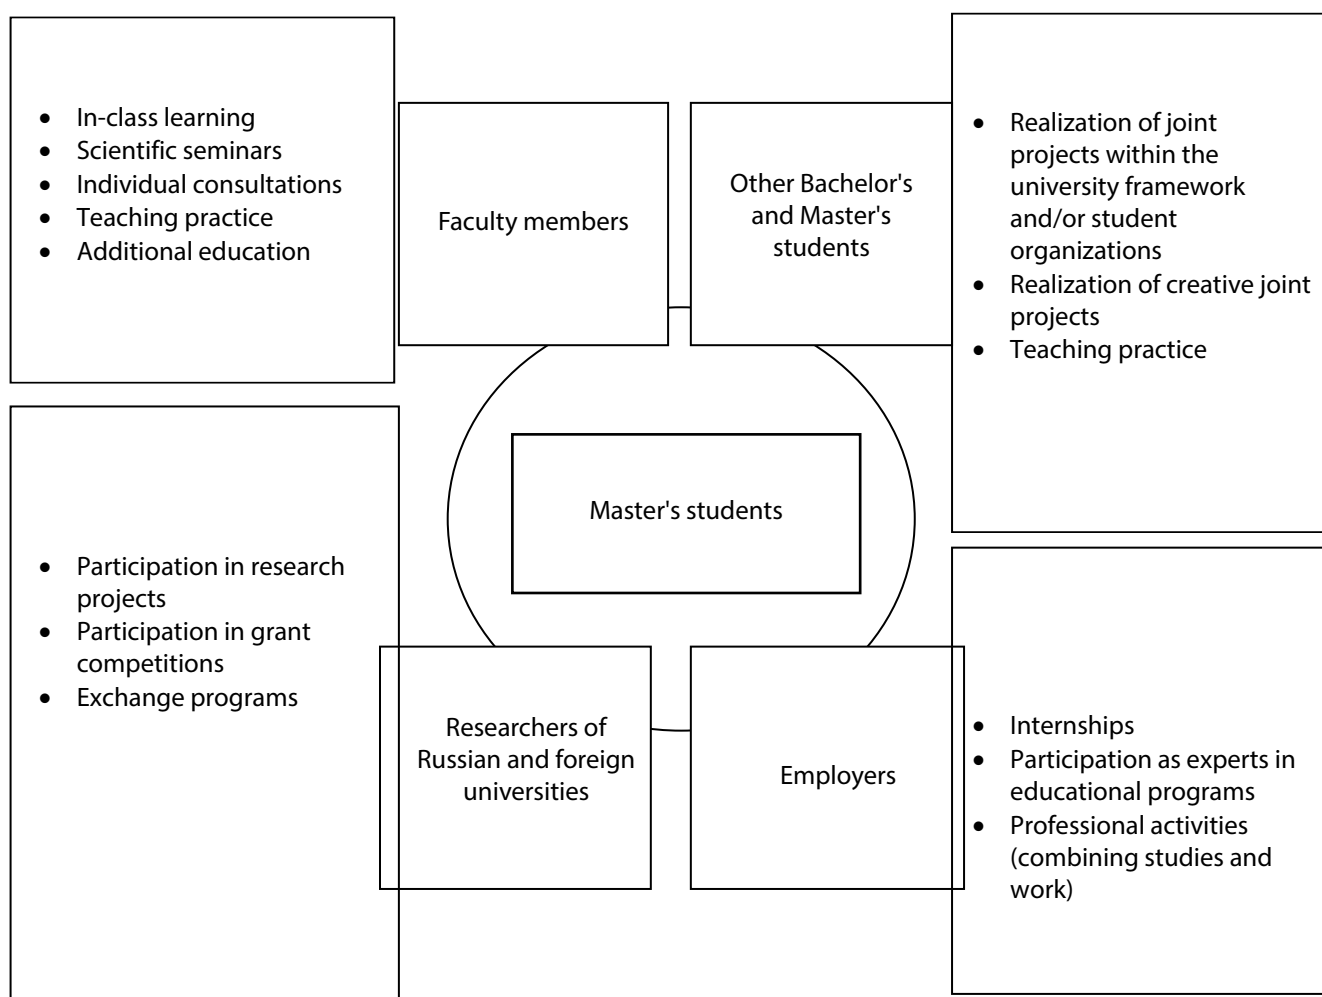 • In-class learning
• Scientific seminars
• Individual consultations
• Teaching practice
• Additional education
Faculty members
Other Bachelor's
and Master's
students
• Realization of joint
projects within the
university framework
and/or student
organizations
• Realization of creative joint
projects
• Teaching practice
Master's students
• Participation in research
projects
• Participation in grant
competitions
• Exchange programs
Researchers of
Russian and foreign
universities
Employers
• Internships
• Participation as experts in
educational programs
• Professional activities
(combining studies and
work)